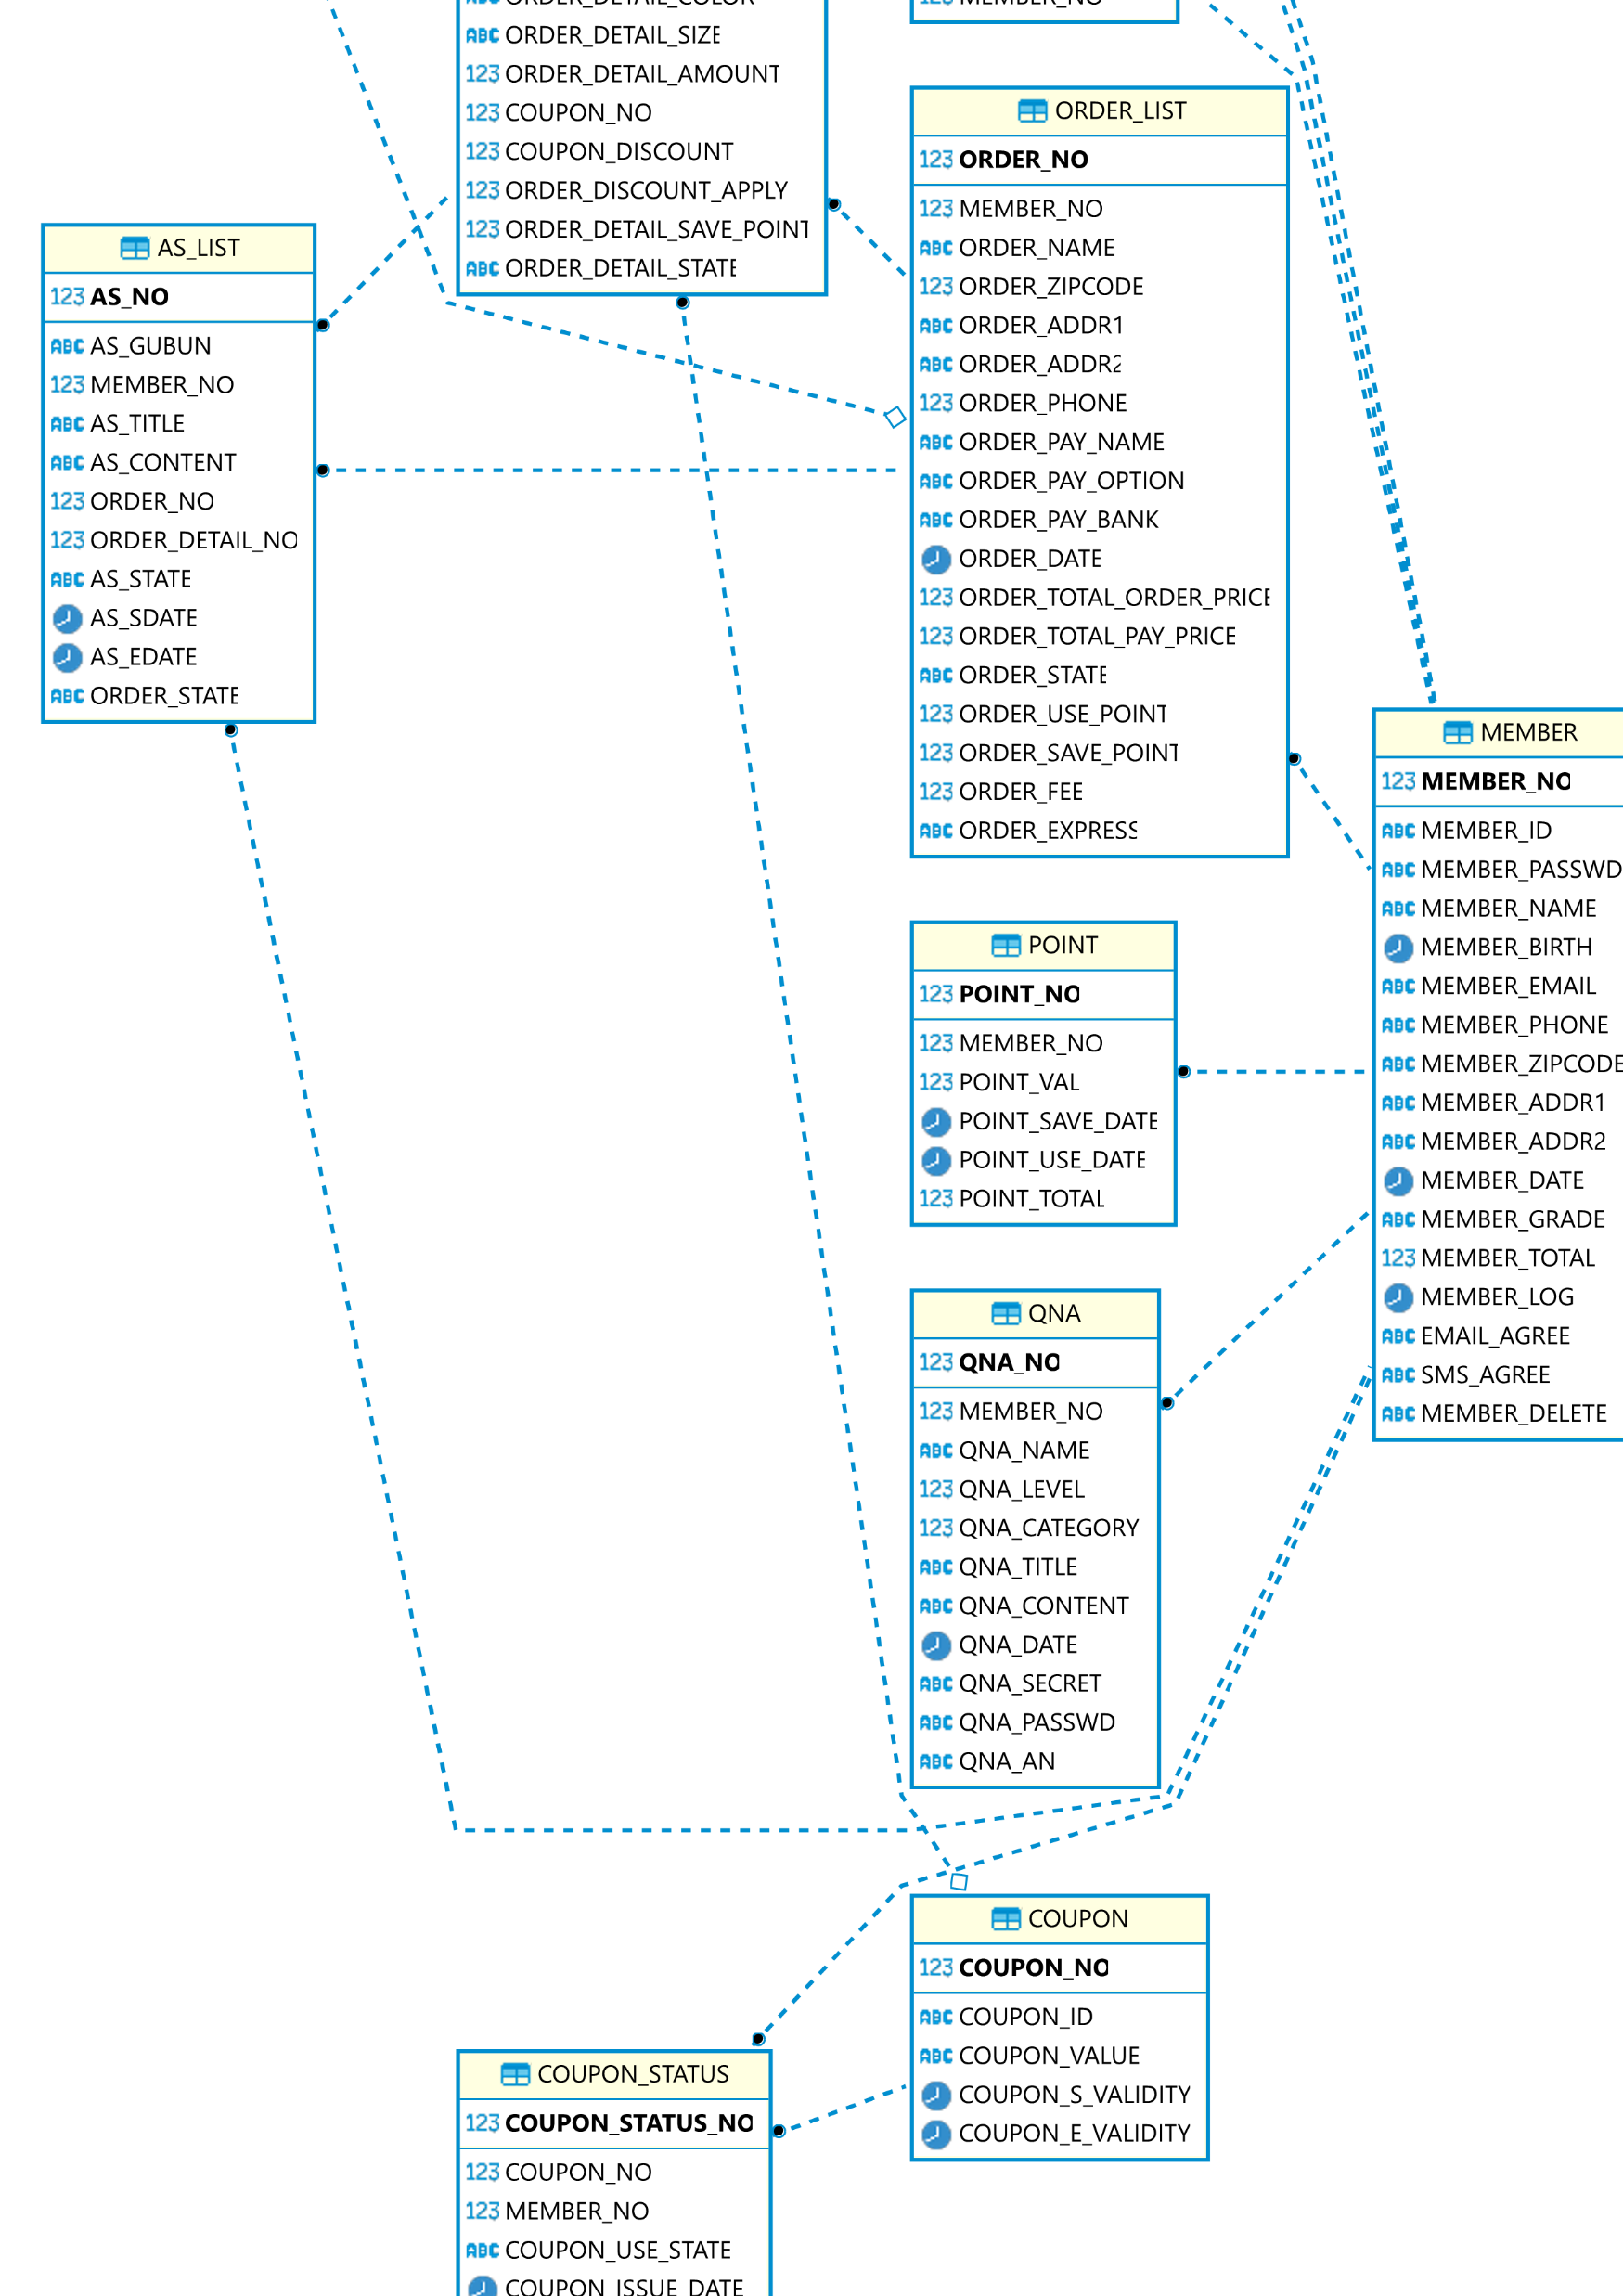 ORDER_DETAIL_COLOR
ABC ORDER_DETAIL_SIZE
123 ORDER_DETAIL_AMOUNT
123 COUPON_NO
123 COUPON_DISCOUNT
123 ORDER_DISCOUNT_APPLY
123 ORDER_DETAIL_SAVE_POINT
ABC ORDER_DETAIL_STATE
123 MEMBER_NO
ORDER_LIST
123 ORDER_NO
123 MEMBER_NO
ABC ORDER_NAME
123 ORDER_ZIPCODE
ABC ORDER_ADDR1
ABC ORDER_ADDR2
123 ORDER_PHONE
ABC ORDER_PAY_NAME
ABC ORDER_PAY_OPTION
ABC ORDER_PAY_BANK
ORDER_DATE
123 ORDER_TOTAL_ORDER_PRICE
123 ORDER_TOTAL_PAY_PRICE
ABC ORDER_STATE
123 ORDER_USE_POINT
123 ORDER_SAVE_POINT
123 ORDER_FEE
ABC ORDER_EXPRESS
AS_LIST
123 AS_NO
ABC AS_GUBUN
123 MEMBER_NO
ABC AS_TITLE
ABC AS_CONTENT
123 ORDER_NO
123 ORDER_DETAIL_NO
ABC AS_STATE
AS_SDATE
AS_EDATE
ABC ORDER_STATE
MEMBER
123 MEMBER_NO
ABC MEMBER_ID
ABC MEMBER_PASSWD
ABC MEMBER_NAME
MEMBER_BIRTH
ABC MEMBER_EMAIL
ABC MEMBER_PHONE
ABC MEMBER_ZIPCODE
ABC MEMBER_ADDR1
ABC MEMBER_ADDR2
MEMBER_DATE
ABC MEMBER_GRADE
123 MEMBER_TOTAL
MEMBER_LOG
ABC EMAIL_AGREE
ABC SMS_AGREE
ABC MEMBER_DELETE
POINT
123 POINT_NO
123 MEMBER_NO
123 POINT_VAL
POINT_SAVE_DATE
POINT_USE_DATE
123 POINT_TOTAL
QNA
123 QNA_NO
123 MEMBER_NO
ABC QNA_NAME
123 QNA_LEVEL
123 QNA_CATEGORY
ABC QNA_TITLE
ABC QNA_CONTENT
QNA_DATE
ABC QNA_SECRET
ABC QNA_PASSWD
ABC QNA_AN
COUPON
123 COUPON_NO
ABC COUPON_ID
ABC COUPON_VALUE
COUPON_S_VALIDITY
COUPON_E_VALIDITY
COUPON_STATUS
123 COUPON_STATUS_NO
123 COUPON_NO
123 MEMBER_NO
ABC COUPON_USE_STATE
COUPON_ISSUE_DATE